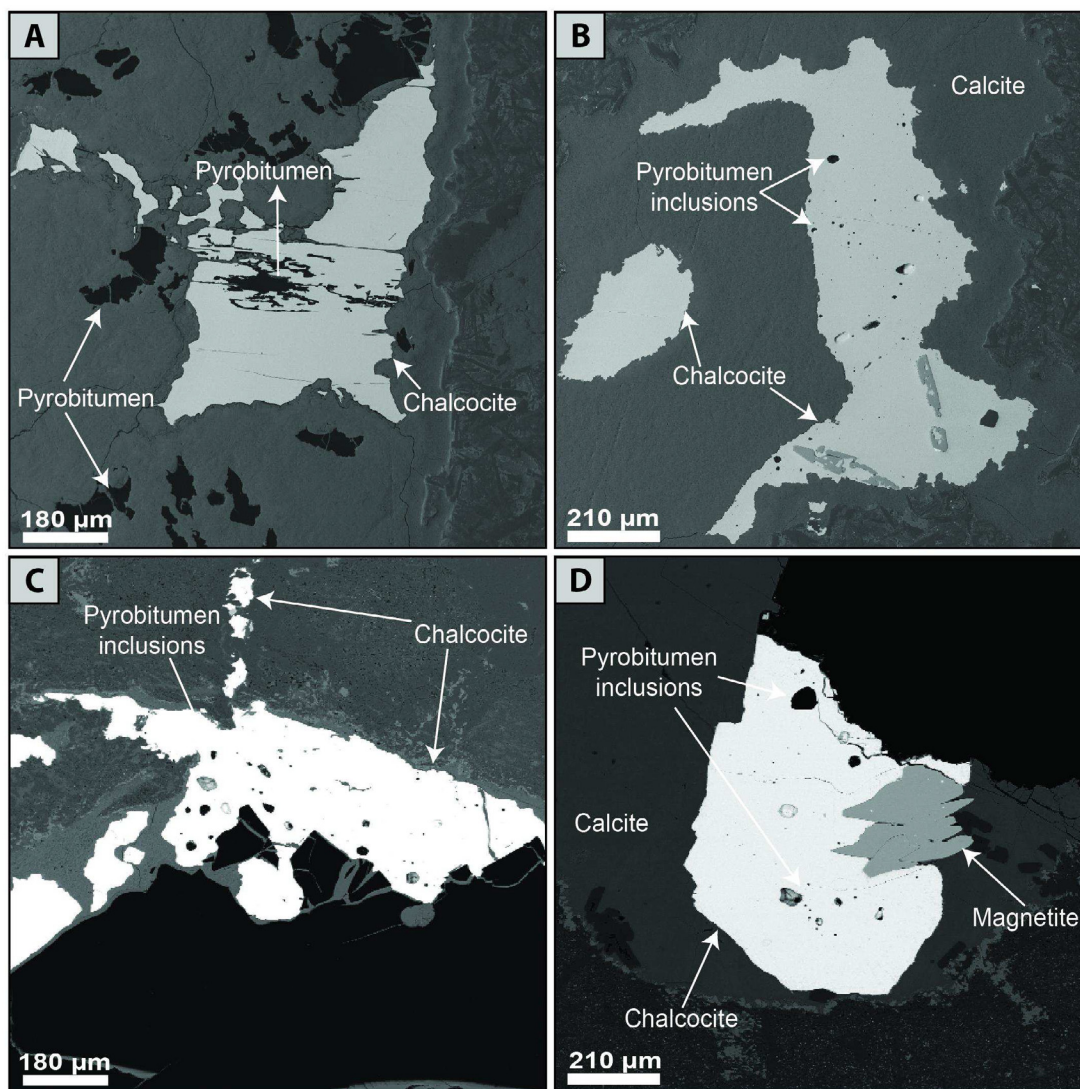 A
Pyrobitumen
Pyrobitumen
Chalcocite
180 µm
B
Calcite
Pyrobitumen
inclusions
Chalcocite
210 µm
C
Pyrobitumen
inclusions
Chalcocite
180 µm
D
Pyrobitumen
inclusions
Calcite
Magnetite
Chalcocite
210 µm